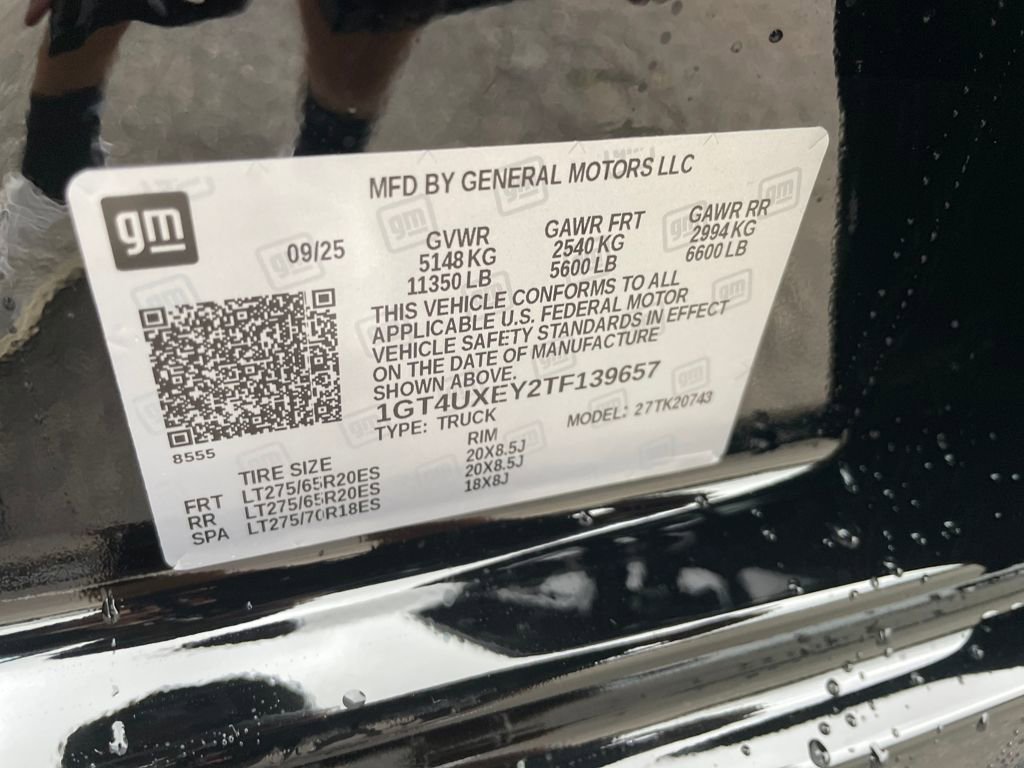 MFD BY GENERAL MOTORS LLC
gm
09/25
GVWR
5148 KG
11350 LB
GAWR FRT
2540 KG
5600 LB
GAWR RR
2994 KG
6600 LB
THIS VEHICLE CONFORMS TO ALL
APPLICABLE U.S. FEDERAL MOTOR
VEHICLE SAFETY STANDARDS IN EFFECT
ON THE DATE OF MANUFACTURE
SHOWN ABOVE.
1GT4UXEY2TF139657
TYPE: TRUCK MODEL: 27TK20743
8555
TIRE SIZE RIM
FRT LT275/65R20ES 20X8.5J
RR LT275/65R20ES 20X8.5J
SPA LT275/70R18ES 18X8J